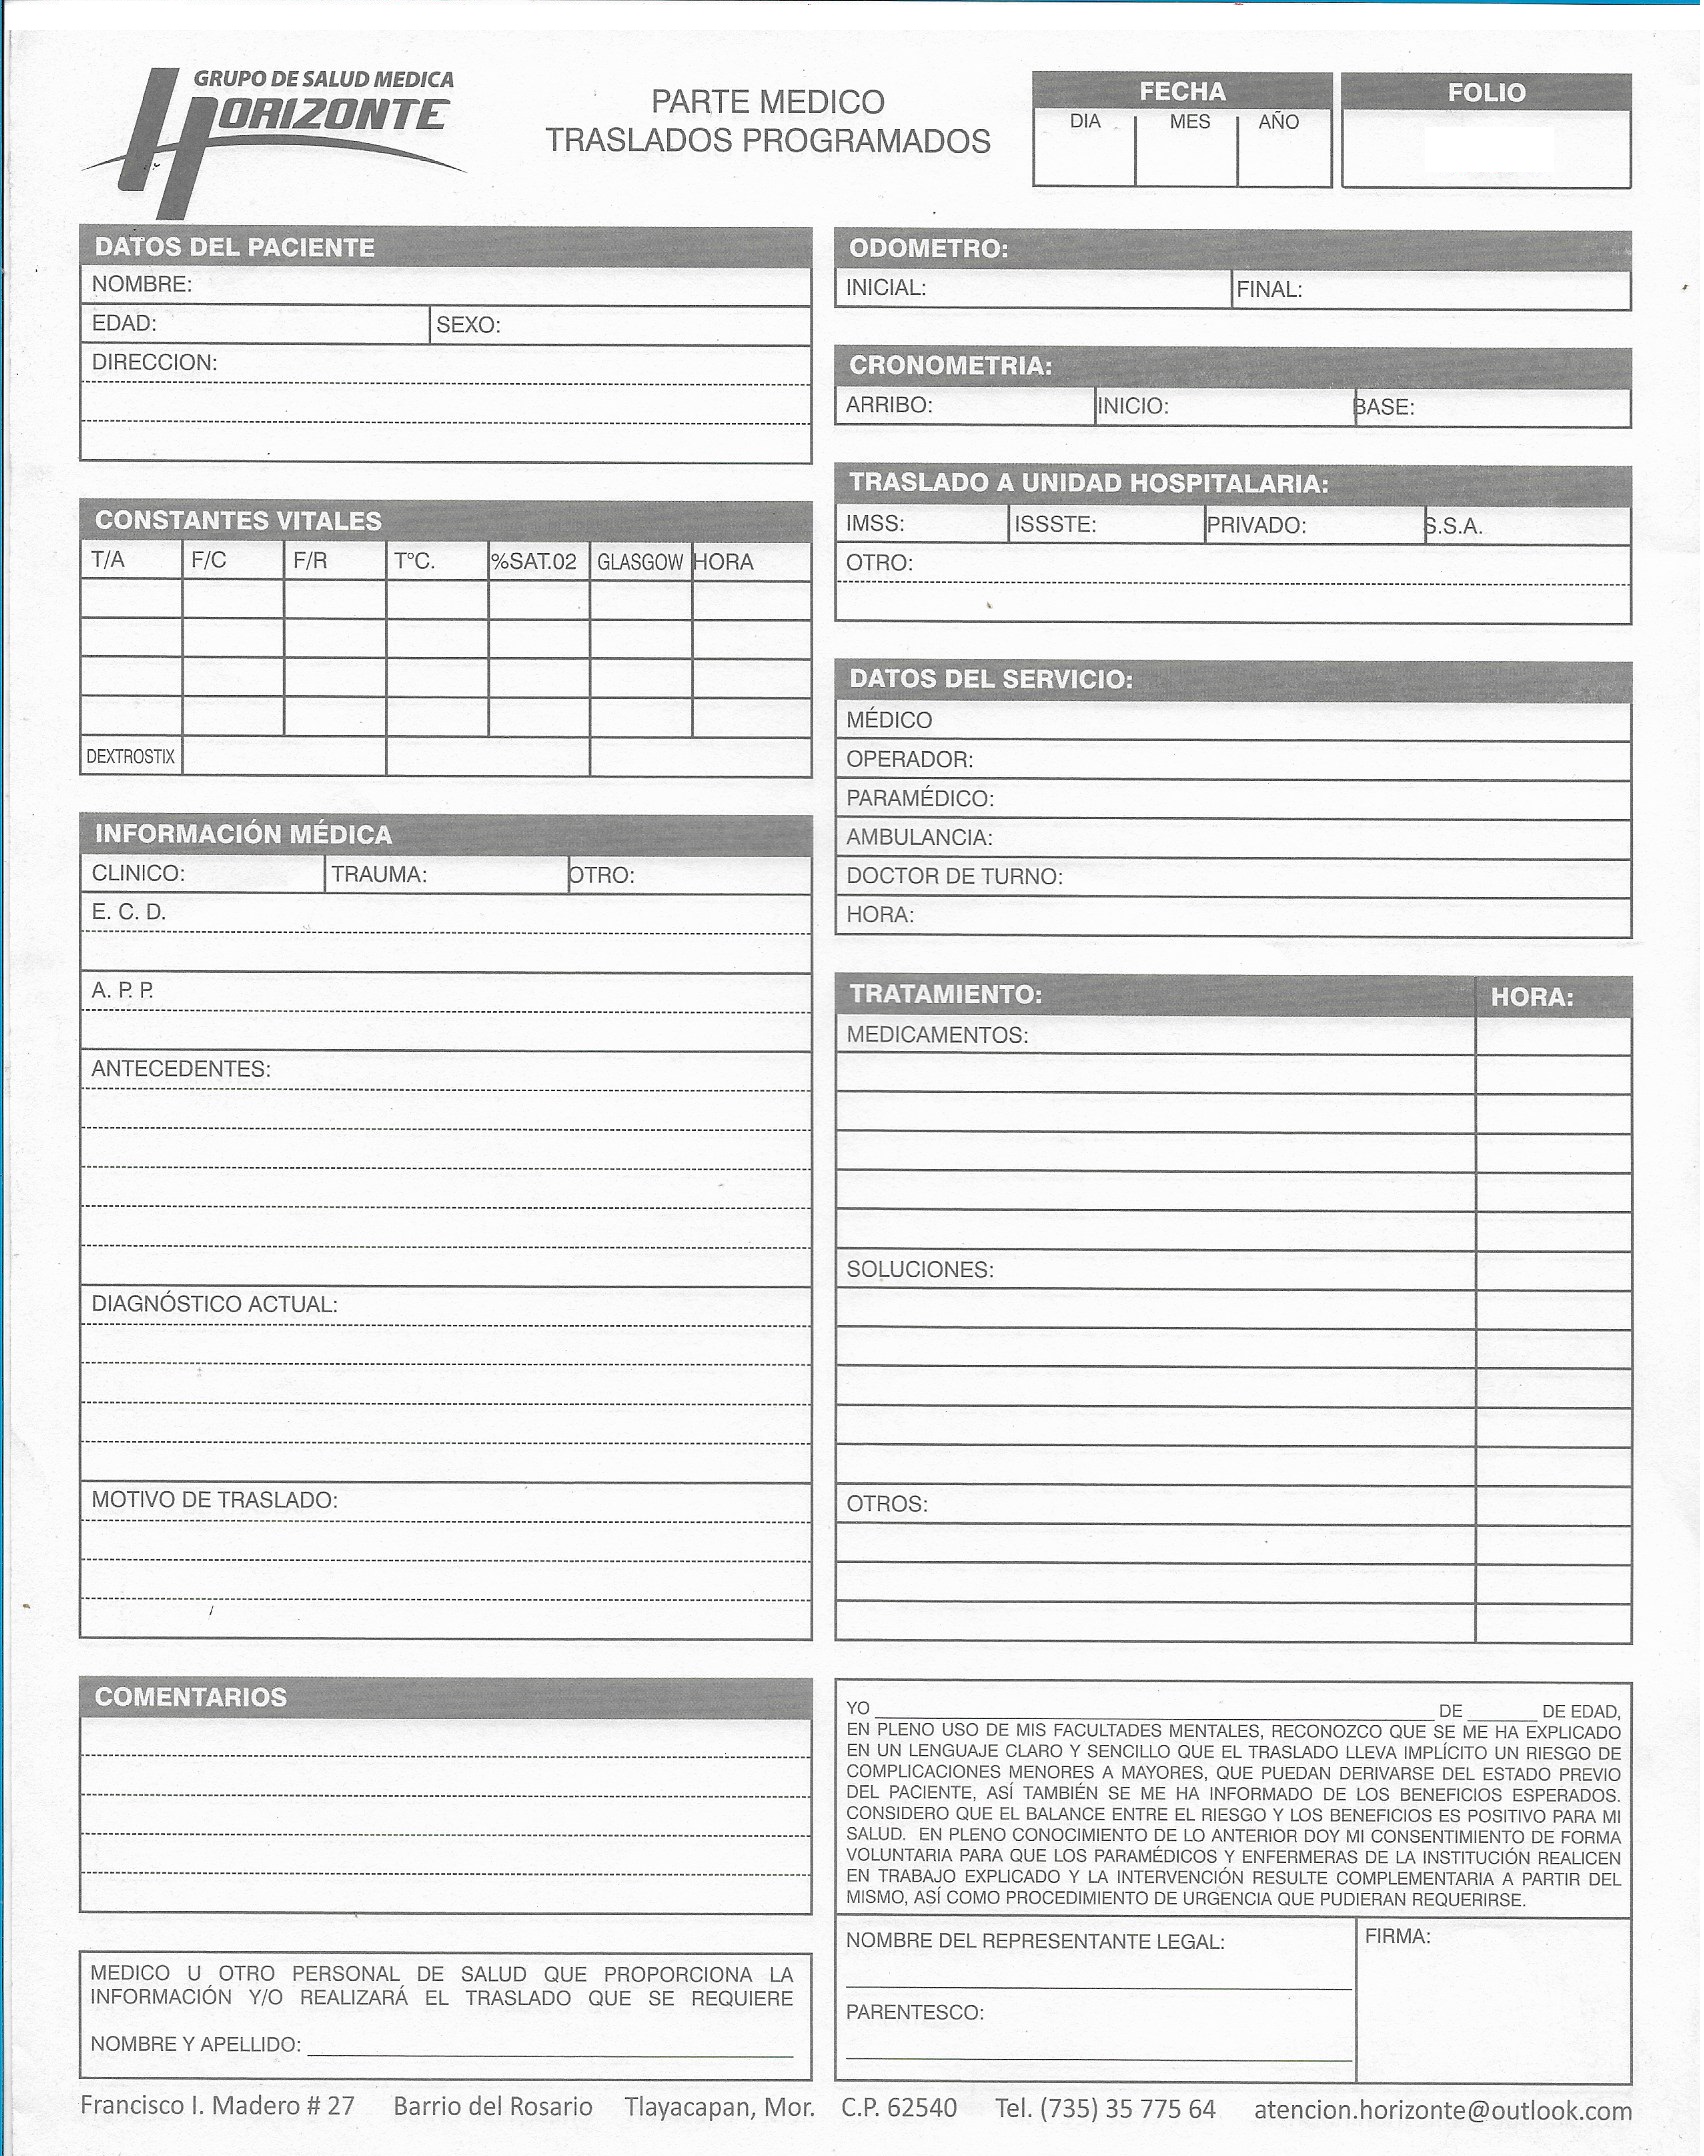 GRUPO DE SALUD MEDICA
HORIZONTE
PARTE MEDICO
TRASLADOS PROGRAMADOS
FECHA
DIA MES AÑO
FOLIO
DATOS DEL PACIENTE
NOMBRE:
EDAD: SEXO:
DIRECCION:
CONSTANTES VITALES
T/A F/C F/R T°C. %SAT.02 GLASGOW HORA
DEXTROSTIX
INFORMACIÓN MÉDICA
CLINICO: TRAUMA: OTRO:
E. C. D.
A. P. P.
ANTECEDENTES:
DIAGNÓSTICO ACTUAL:
MOTIVO DE TRASLADO:
COMENTARIOS
MEDICO U OTRO PERSONAL DE SALUD QUE PROPORCIONA LA
INFORMACIÓN Y/O REALIZARÁ EL TRASLADO QUE SE REQUIERE
NOMBRE Y APELLIDO:
ODOMETRO:
INICIAL: FINAL:
CRONOMETRIA:
ARRIBO: INICIO: BASE:
TRASLADO A UNIDAD HOSPITALARIA:
IMSS: ISSSTE: PRIVADO: S.S.A.
OTRO:
DATOS DEL SERVICIO:
MÉDICO
OPERADOR:
PARAMÉDICO:
AMBULANCIA:
DOCTOR DE TURNO:
HORA:
TRATAMIENTO: HORA:
MEDICAMENTOS:
SOLUCIONES:
OTROS:
YO DE DE EDAD,
EN PLENO USO DE MIS FACULTADES MENTALES, RECONOZCO QUE SE ME HA EXPLICADO
EN UN LENGUAJE CLARO Y SENCILLO QUE EL TRASLADO LLEVA IMPLÍCITO UN RIESGO DE
COMPLICACIONES MENORES A MAYORES, QUE PUEDAN DERIVARSE DEL ESTADO PREVIO
DEL PACIENTE, ASÍ TAMBIÉN SE ME HA INFORMADO DE LOS BENEFICIOS ESPERADOS.
CONSIDERO QUE EL BALANCE ENTRE EL RIESGO Y LOS BENEFICIOS ES POSITIVO PARA MI
SALUD. EN PLENO CONOCIMIENTO DE LO ANTERIOR DOY MI CONSENTIMIENTO DE FORMA
VOLUNTARIA PARA QUE LOS PARAMÉDICOS Y ENFERMERAS DE LA INSTITUCIÓN REALICEN
EN TRABAJO EXPLICADO Y LA INTERVENCIÓN RESULTE COMPLEMENTARIA A PARTIR DEL
MISMO, ASÍ COMO PROCEDIMIENTO DE URGENCIA QUE PUDIERAN REQUERIRSE.
NOMBRE DEL REPRESENTANTE LEGAL: FIRMA:
PARENTESCO:
Francisco I. Madero # 27 Barrio del Rosario Tlayacapan, Mor. C.P. 62540 Tel. (735) 35 775 64 atencion.horizonte@outlook.com